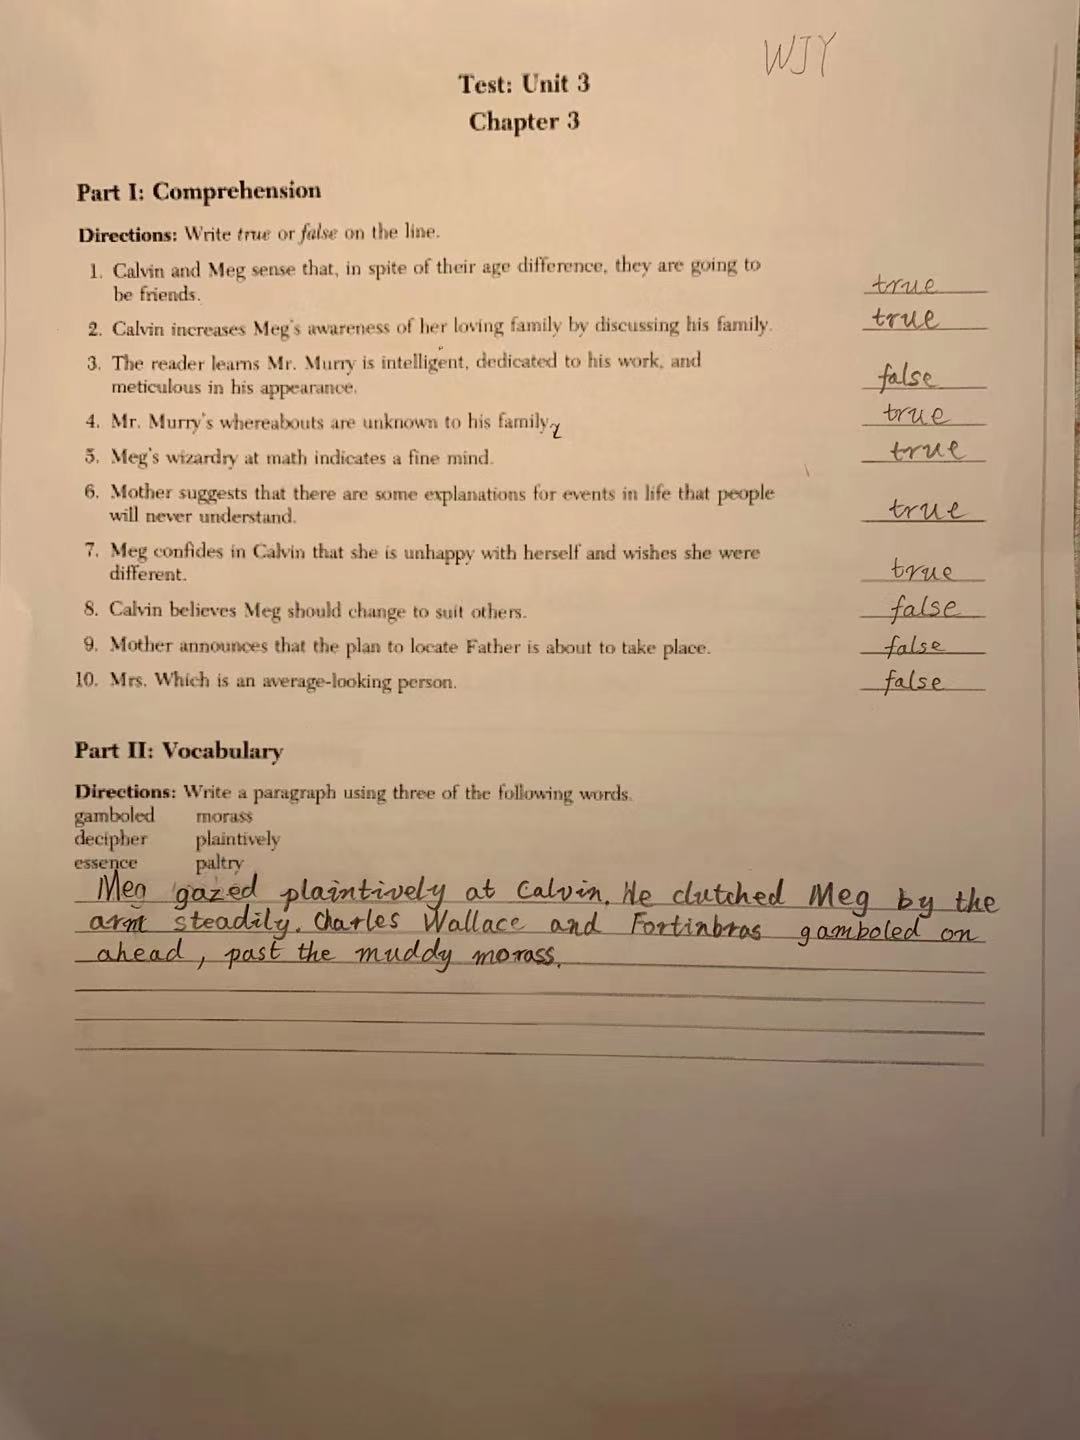 WJY
Test: Unit 3
Chapter 3
Part I: Comprehension
Directions: Write true or false on the line.
1. Calvin and Meg sense that, in spite of their age difference, they are going to
be friends. true
2. Calvin increases Meg's awareness of her loving family by discussing his family. true
3. The reader learns Mr. Murry is intelligent, dedicated to his work, and
meticulous in his appearance. false
4. Mr. Murry's whereabouts are unknown to his family. true
5. Meg's wizardry at math indicates a fine mind. true
6. Mother suggests that there are some explanations for events in life that people
will never understand. true
7. Meg confides in Calvin that she is unhappy with herself and wishes she were
different. true
8. Calvin believes Meg should change to suit others. false
9. Mother announces that the plan to locate Father is about to take place. false
10. Mrs. Which is an average-looking person. false
Part II: Vocabulary
Directions: Write a paragraph using three of the following words.
gamboled morass
decipher plaintively
essence paltry
Meg gazed plaintively at Calvin. He clutched Meg by the
arm steadily. Charles Wallace and Fortinbras gamboled on
ahead, past the muddy morass.